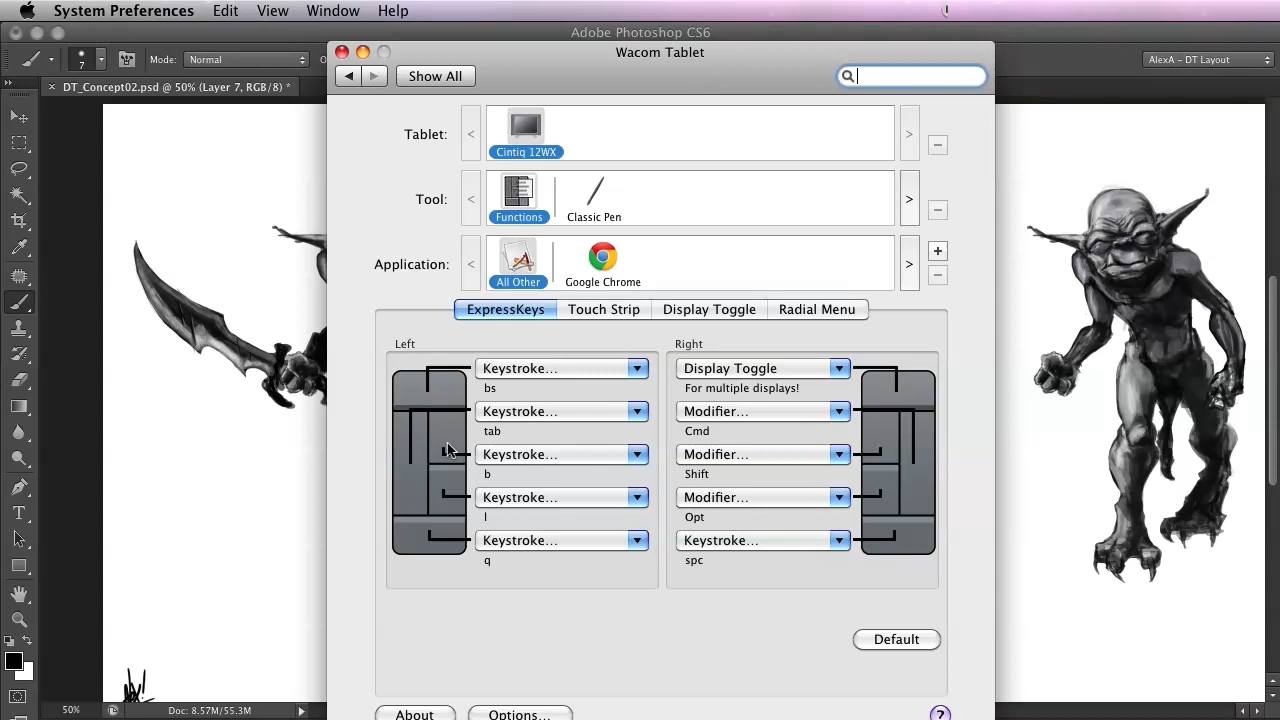 System Preferences Edit View Window Help
Adobe Photoshop CS6
Wacom Tablet
7
Mode: Normal
AlexA - DT Layout
Show All
× DT_Concept02.psd @ 50% (Layer 7, RGB/8) *
Tablet:
Cintiq 12WX
Tool:
Functions
Classic Pen
Application:
All Other
Google Chrome
ExpressKeys Touch Strip Display Toggle Radial Menu
Left
Right
Keystroke...
Display Toggle
bs
For multiple displays!
Keystroke...
Modifier...
tab
Cmd
Keystroke...
Modifier...
b
Shift
Keystroke...
Modifier...
l
Opt
Keystroke...
Keystroke...
q
spc
Default
50%
Doc: 8.57M/55.3M
About
Options...
?